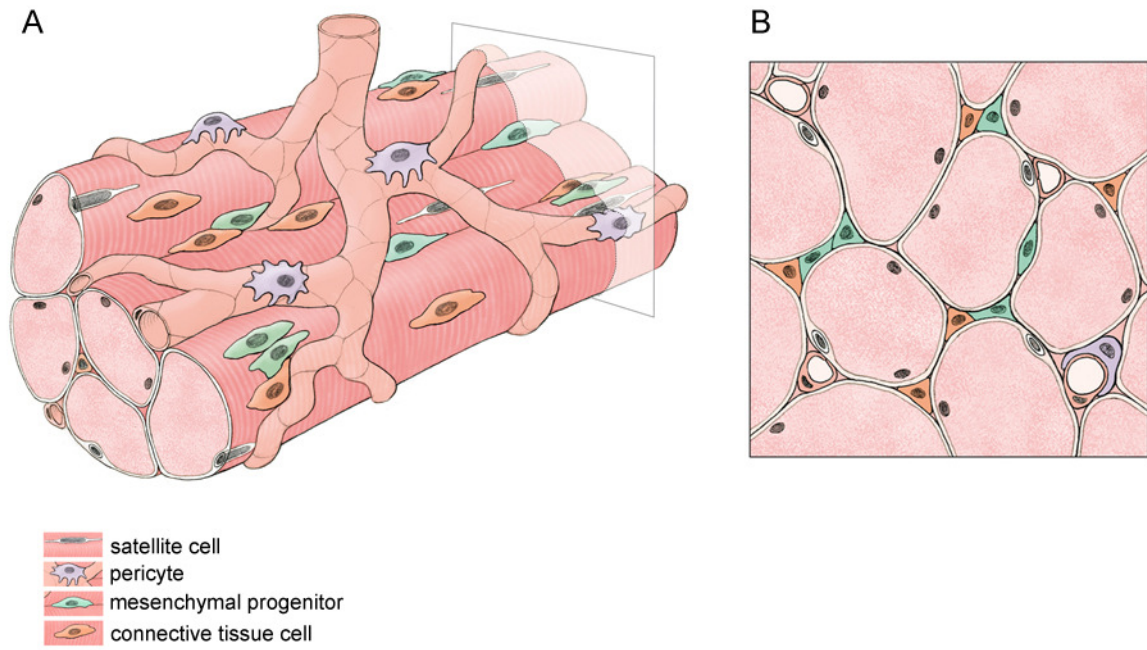 A
B
satellite cell
pericyte
mesenchymal progenitor
connective tissue cell